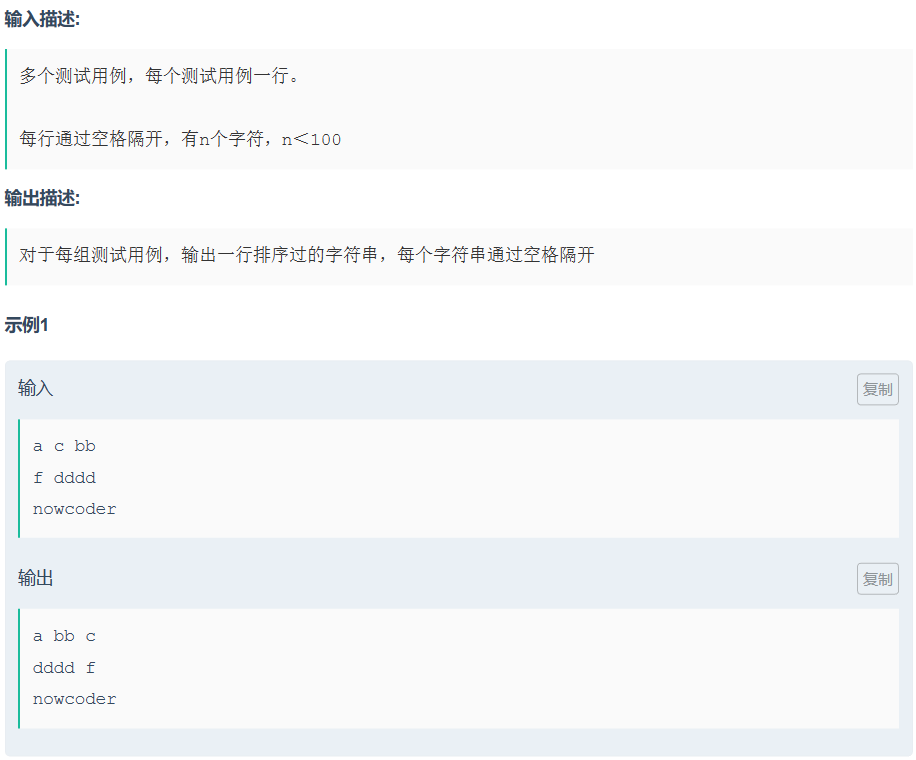 输入描述:
多个测试用例，每个测试用例一行。
每行通过空格隔开，有n个字符，n＜100
输出描述:
对于每组测试用例，输出一行排序过的字符串，每个字符串通过空格隔开
示例1
输入
复制
a c bb
f dddd
nowcoder
输出
复制
a bb c
dddd f
nowcoder